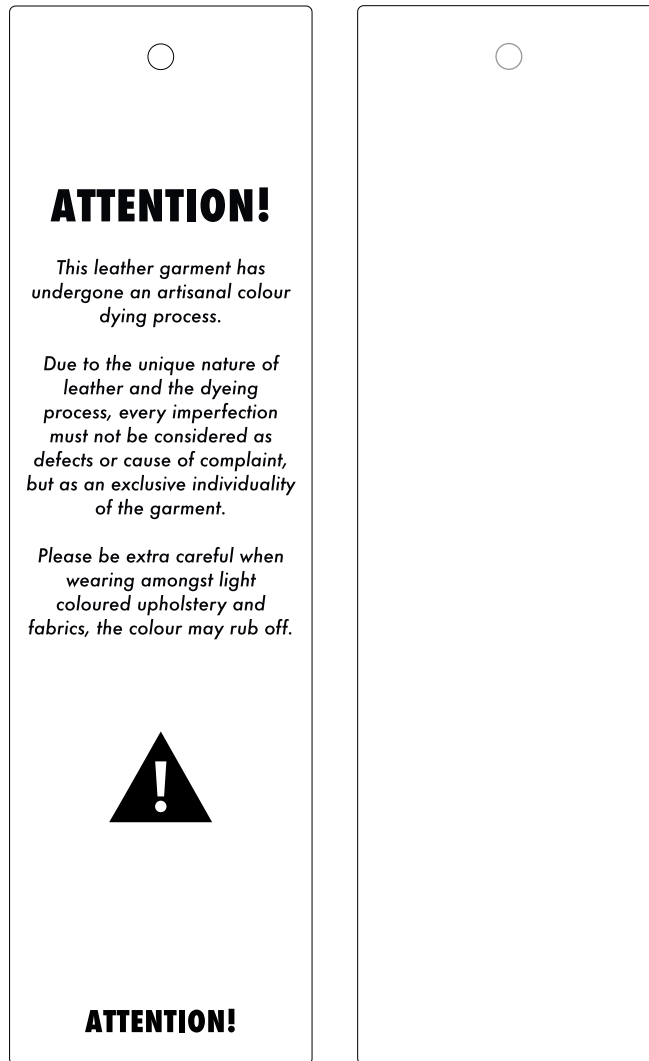 ATTENTION!
This leather garment has
undergone an artisanal colour
dying process.
Due to the unique nature of
leather and the dyeing
process, every imperfection
must not be considered as
defects or cause of complaint,
but as an exclusive individuality
of the garment.
Please be extra careful when
wearing amongst light
coloured upholstery and
fabrics, the colour may rub off.
!
ATTENTION!